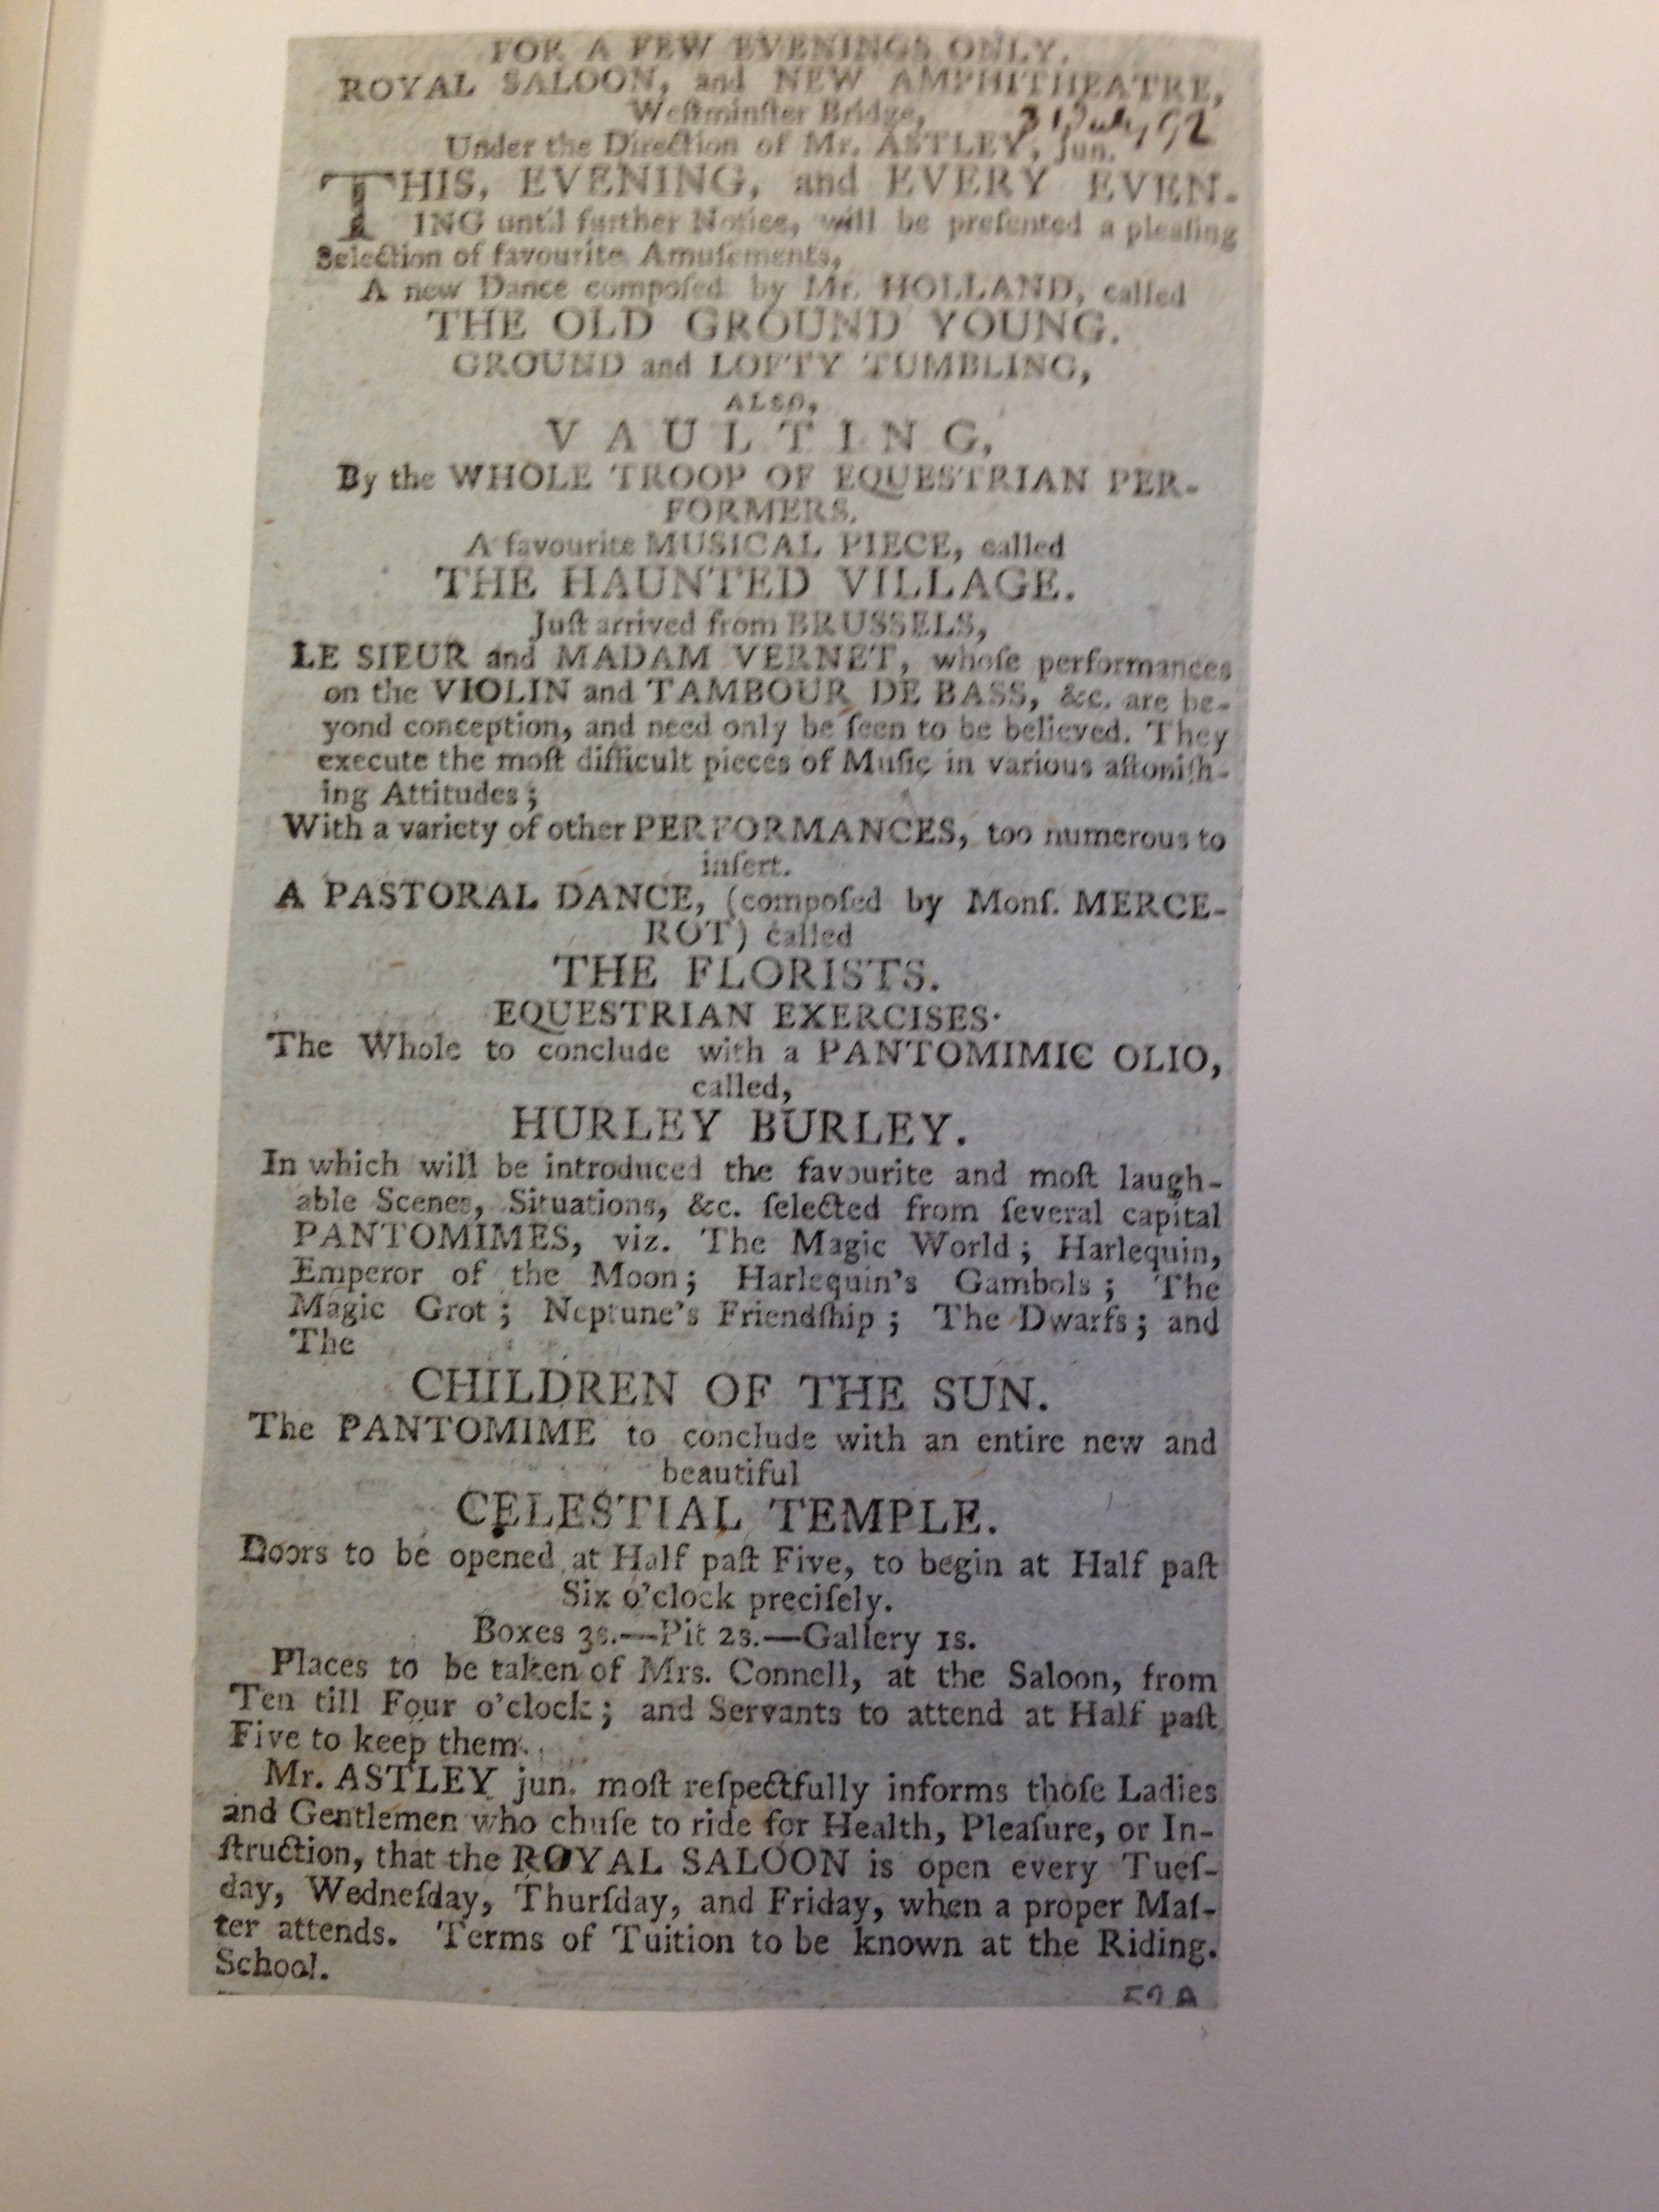 FOR A FEW EVENINGS ONLY.
ROYAL SALOON, and NEW AMPHITHEATRE,
Weſtminſter Bridge,
31 July 92
Under the Direction of Mr. ASTLEY, Jun.
THIS, EVENING, and EVERY EVEN-
ING until further Notice, will be preſented a pleaſing
Selection of favourite Amuſements,
A new Dance compoſed by Mr. HOLLAND, called
THE OLD GROUND YOUNG.
GROUND and LOFTY TUMBLING,
ALSO,
VAULTING,
By the WHOLE TROOP OF EQUESTRIAN PER-
FORMERS.
A favourite MUSICAL PIECE, called
THE HAUNTED VILLAGE.
Juſt arrived from BRUSSELS,
LE SIEUR and MADAM VERNET, whoſe performances
on the VIOLIN and TAMBOUR DE BASS, &c. are be-
yond conception, and need only be ſeen to be believed. They
execute the moſt difficult pieces of Muſic in various aſtoniſh-
ing Attitudes;
With a variety of other PERFORMANCES, too numerous to
inſert.
A PASTORAL DANCE, (compoſed by Monſ. MERCE-
ROT) called
THE FLORISTS.
EQUESTRIAN EXERCISES·
The Whole to conclude with a PANTOMIMIC OLIO,
called,
HURLEY BURLEY.
In which will be introduced the favourite and moſt laugh-
able Scenes, Situations, &c. ſelected from ſeveral capital
PANTOMIMES, viz. The Magic World; Harlequin,
Emperor of the Moon; Harlequin's Gambols; The
Magic Grot; Neptune's Friendſhip; The Dwarfs; and
The
CHILDREN OF THE SUN.
The PANTOMIME to conclude with an entire new and
beautiful
CELESTIAL TEMPLE.
Doors to be opened at Half paſt Five, to begin at Half paſt
Six o'clock preciſely.
Boxes 3s.—Pit 2s.—Gallery 1s.
Places to be taken of Mrs. Connell, at the Saloon, from
Ten till Four o'clock; and Servants to attend at Half paſt
Five to keep them.
Mr. ASTLEY jun. moſt reſpectfully informs thoſe Ladies
and Gentlemen who chuſe to ride for Health, Pleaſure, or In-
ſtruction, that the ROYAL SALOON is open every Tueſ-
day, Wedneſday, Thurſday, and Friday, when a proper Maſ-
ter attends. Terms of Tuition to be known at the Riding.
School.